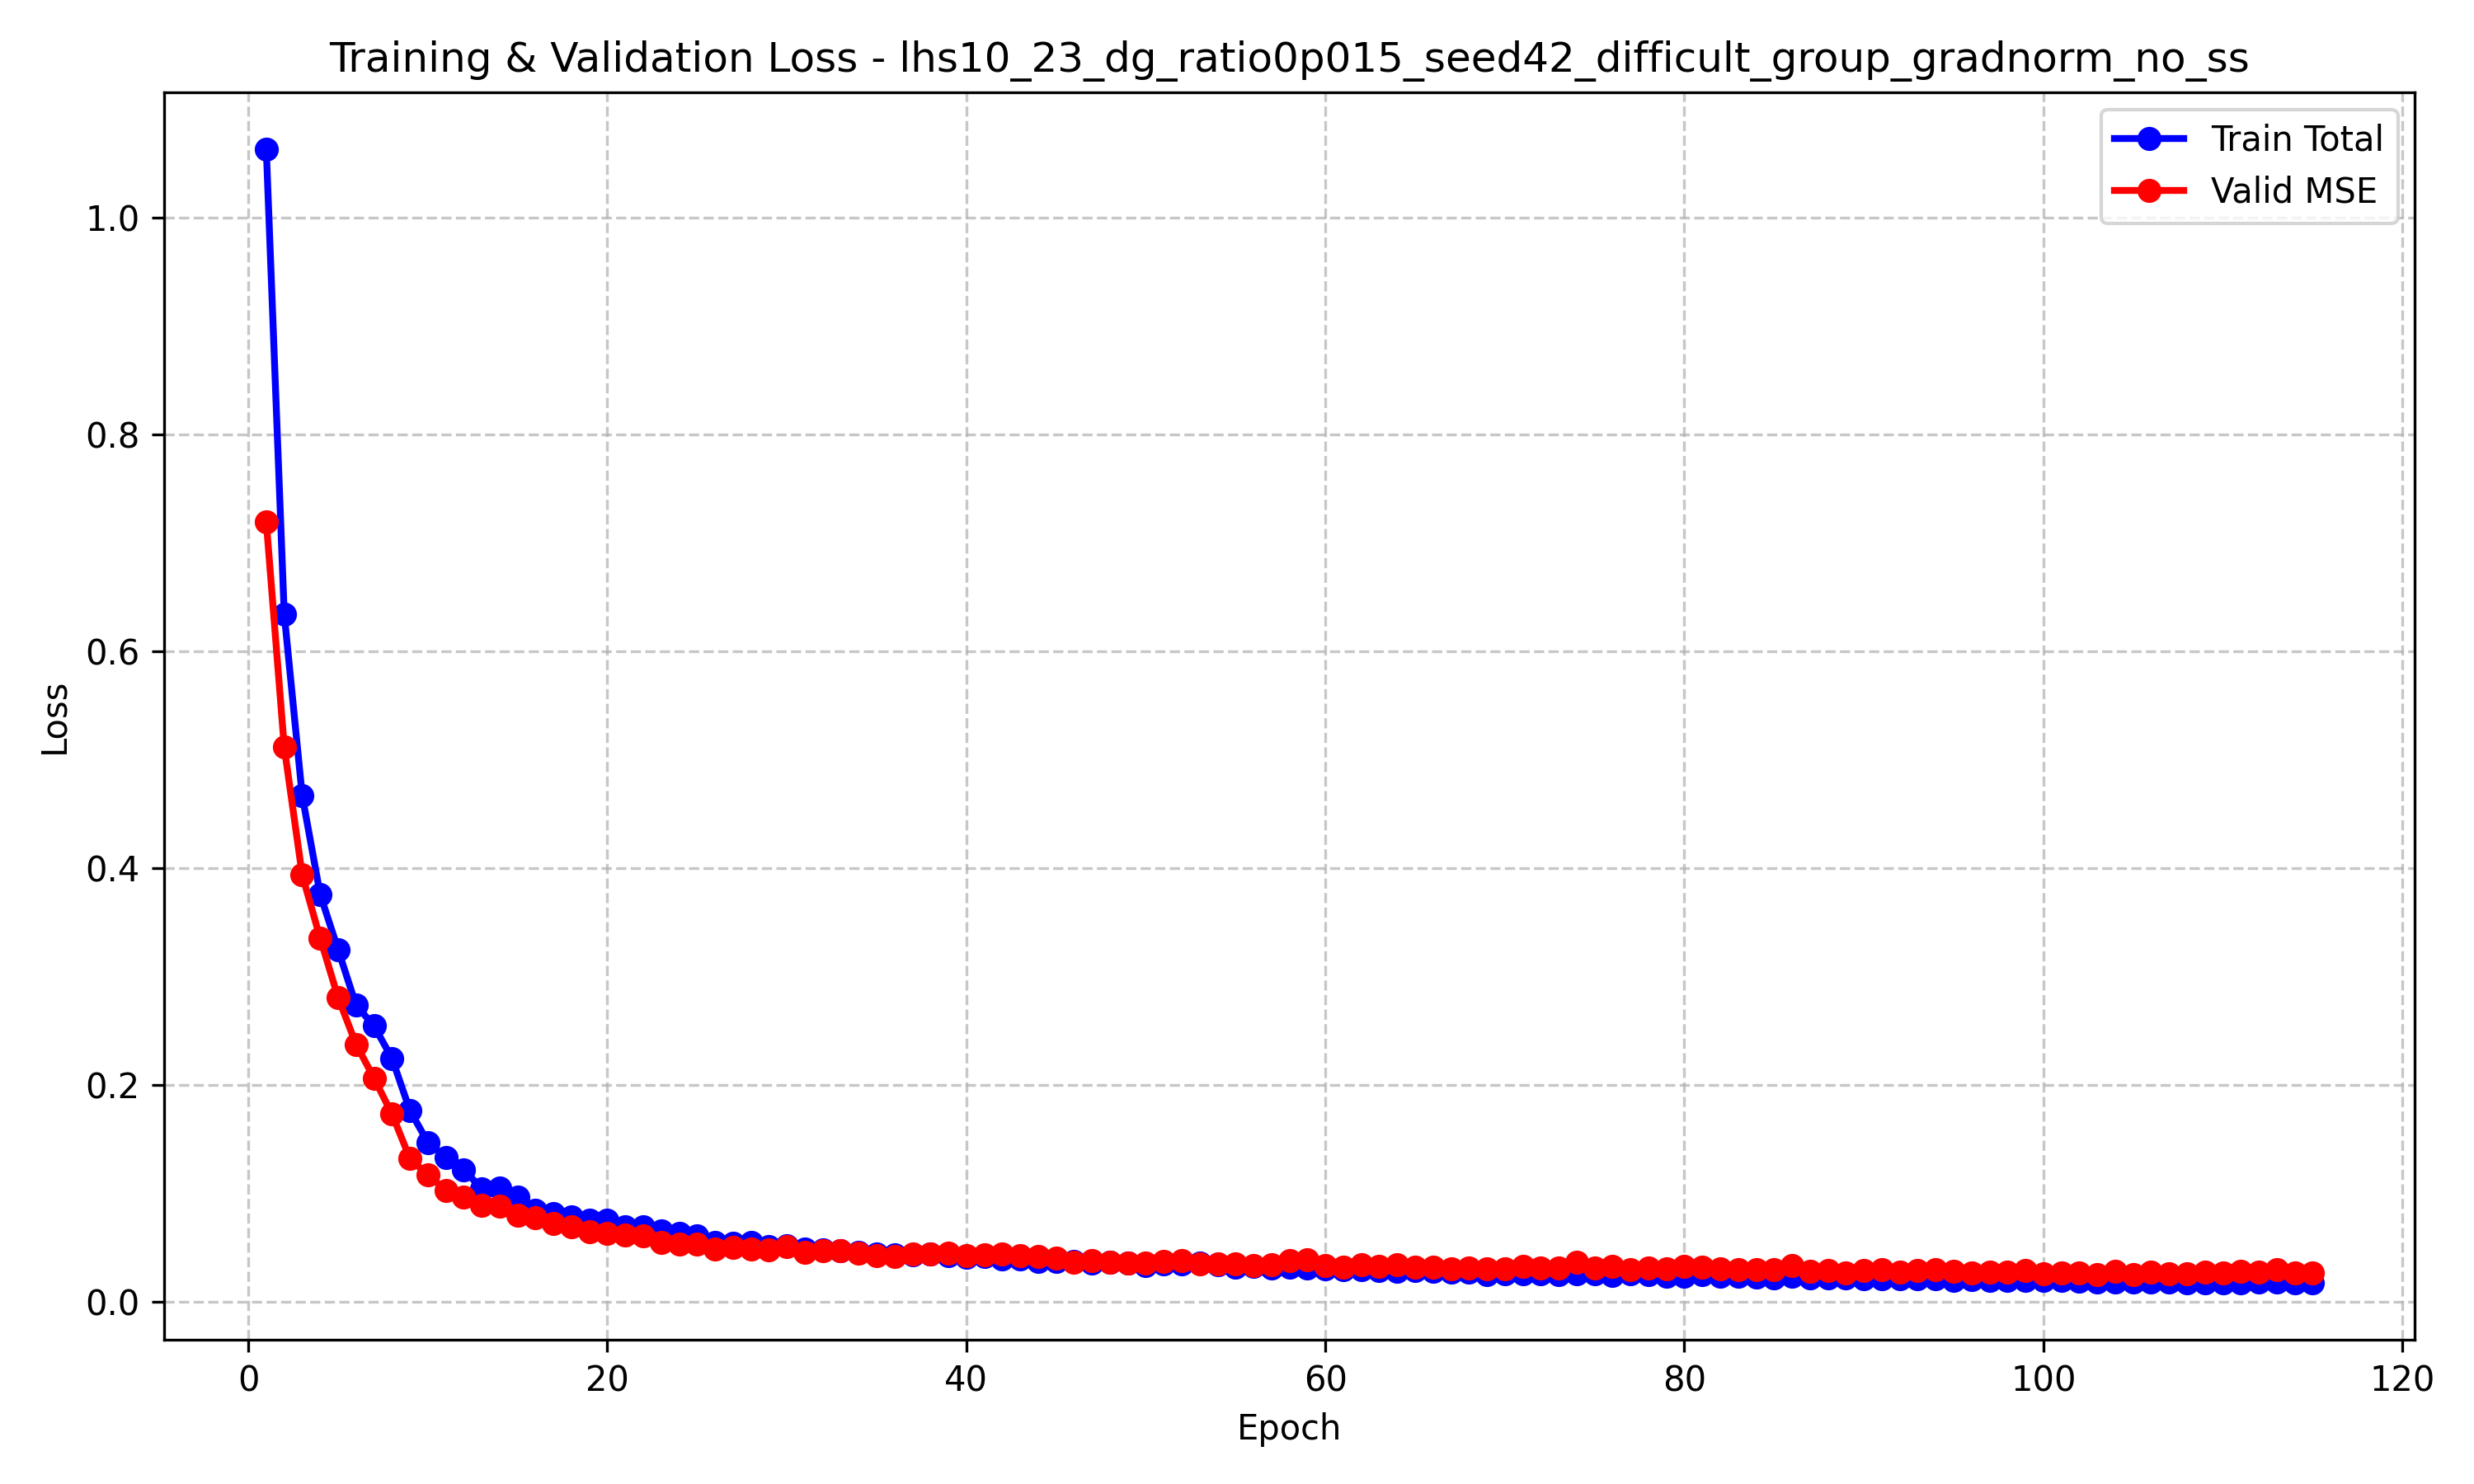 Training & Validation Loss - lhs10_23_dg_ratio0p015_seed42_difficult_group_gradnorm_no_ss
Train Total
Valid MSE
1.0
0.8
0.6
0.4
0.2
0.0
Loss
0 20 40 60 80 100 120
Epoch